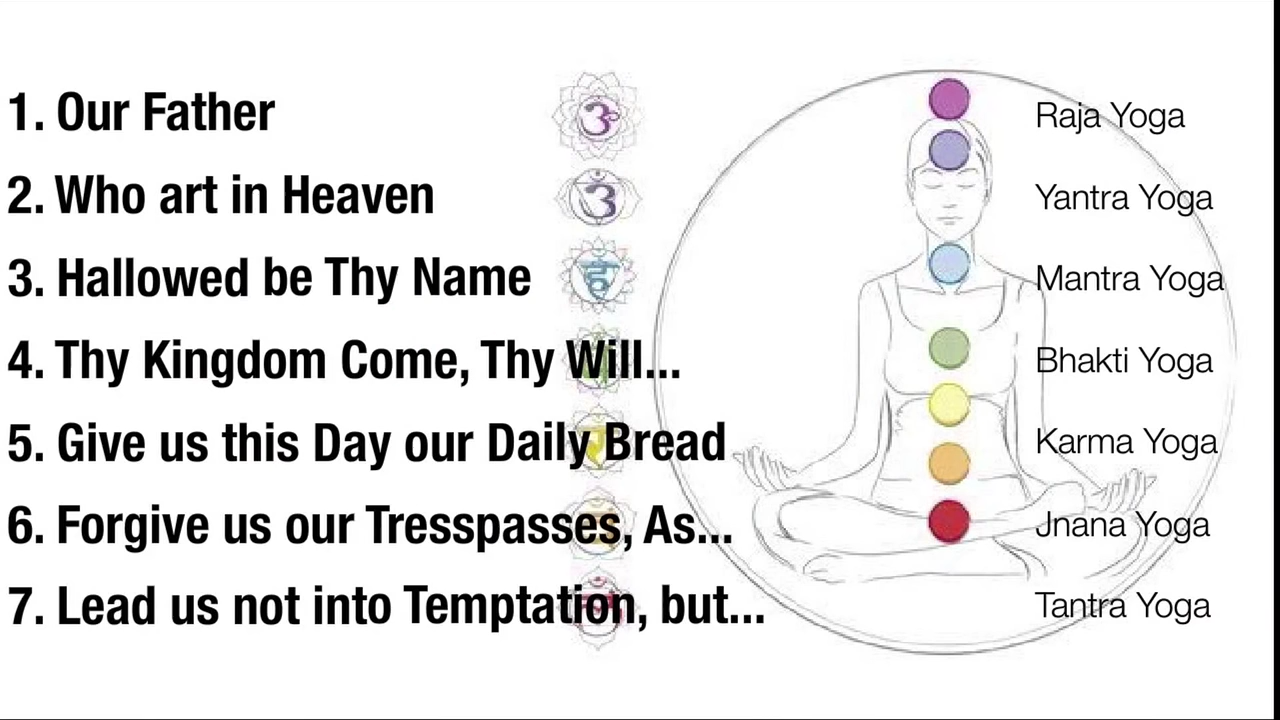 1. Our Father
2. Who art in Heaven
3. Hallowed be Thy Name
4. Thy Kingdom Come, Thy Will...
5. Give us this Day our Daily Bread
6. Forgive us our Tresspasses, As...
7. Lead us not into Temptation, but...
ॐ
ॐ
हं
Raja Yoga
Yantra Yoga
Mantra Yoga
Bhakti Yoga
Karma Yoga
Jnana Yoga
Tantra Yoga